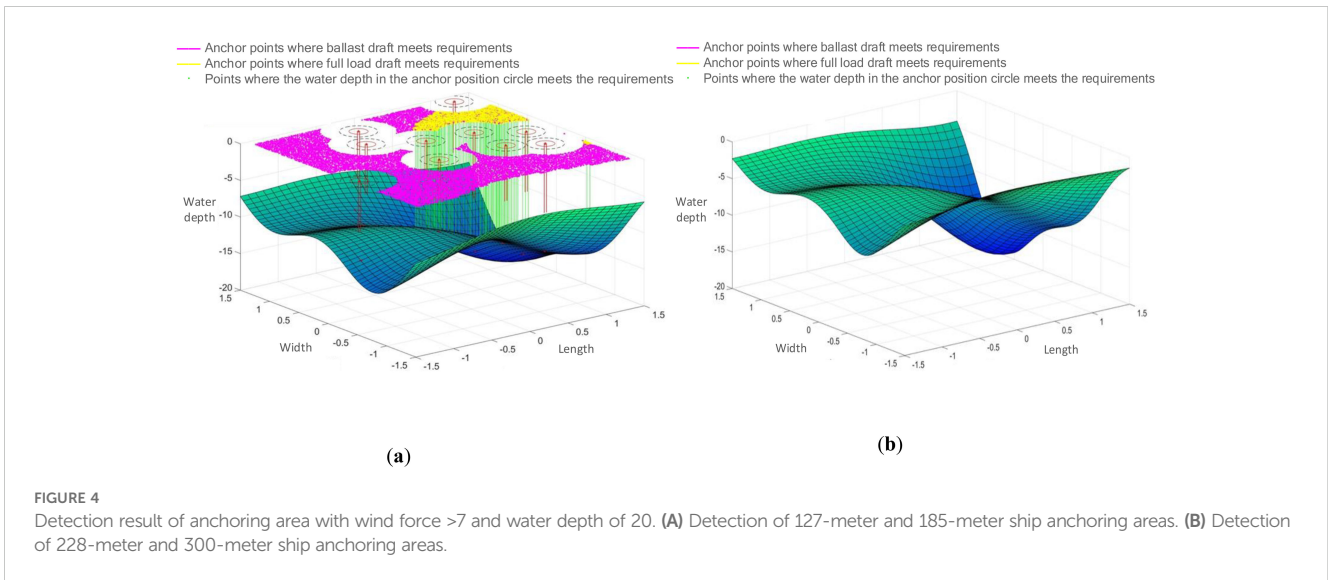 Anchor points where ballast draft meets requirements
Anchor points where full load draft meets requirements
Points where the water depth in the anchor position circle meets the requirements
0
-5
Water
depth
-10
-15
-20
1.5
1
0.5
0
Width
-1
-1.5
-1.5
-1
-0.5
0
Length
0.5
1
1.5
(a)
Anchor points where ballast draft meets requirements
Anchor points where full load draft meets requirements
Points where the water depth in the anchor position circle meets the requirements
0
-5
Water
depth
-10
-15
-20
1.5
1
0.5
0
Width
-0.5
-1
-1.5
-1.5
-1
-0.5
0
Length
0.5
1
1.5
(b)
FIGURE 4
Detection result of anchoring area with wind force >7 and water depth of 20. (A) Detection of 127-meter and 185-meter ship anchoring areas. (B) Detection
of 228-meter and 300-meter ship anchoring areas.